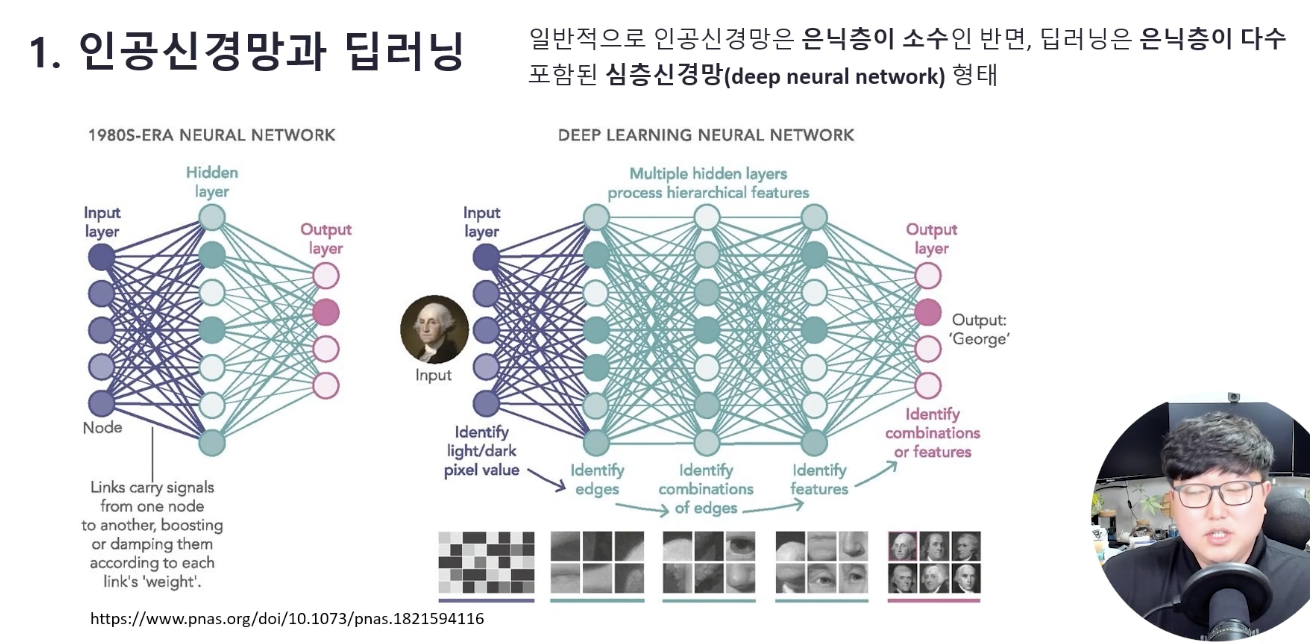 1. 인공신경망과 딥러닝
일반적으로 인공신경망은 은닉층이 소수인 반면, 딥러닝은 은닉층이 다수
포함된 심층신경망(deep neural network) 형태
1980S-ERA NEURAL NETWORK
Hidden
layer
Input
layer
Output
layer
Node
Links carry signals
from one node
to another, boosting
or damping them
according to each
link's 'weight'.
DEEP LEARNING NEURAL NETWORK
Multiple hidden layers
process hierarchical features
Input
layer
Output
layer
Input
Output:
'George'
Identify
light/dark
pixel value
Identify
edges
Identify
combinations
of edges
Identify
features
Identify
combinations
or features
https://www.pnas.org/doi/10.1073/pnas.1821594116